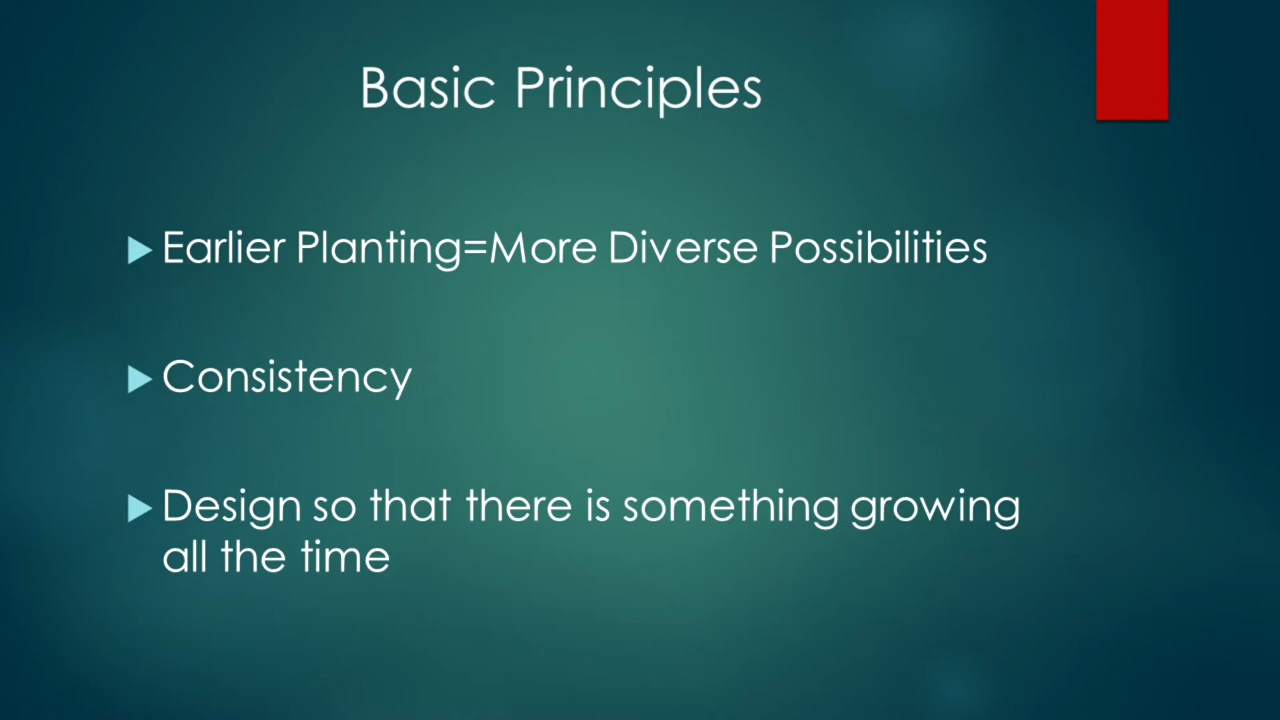 Basic Principles
Earlier Planting=More Diverse Possibilities
Consistency
Design so that there is something growing
all the time